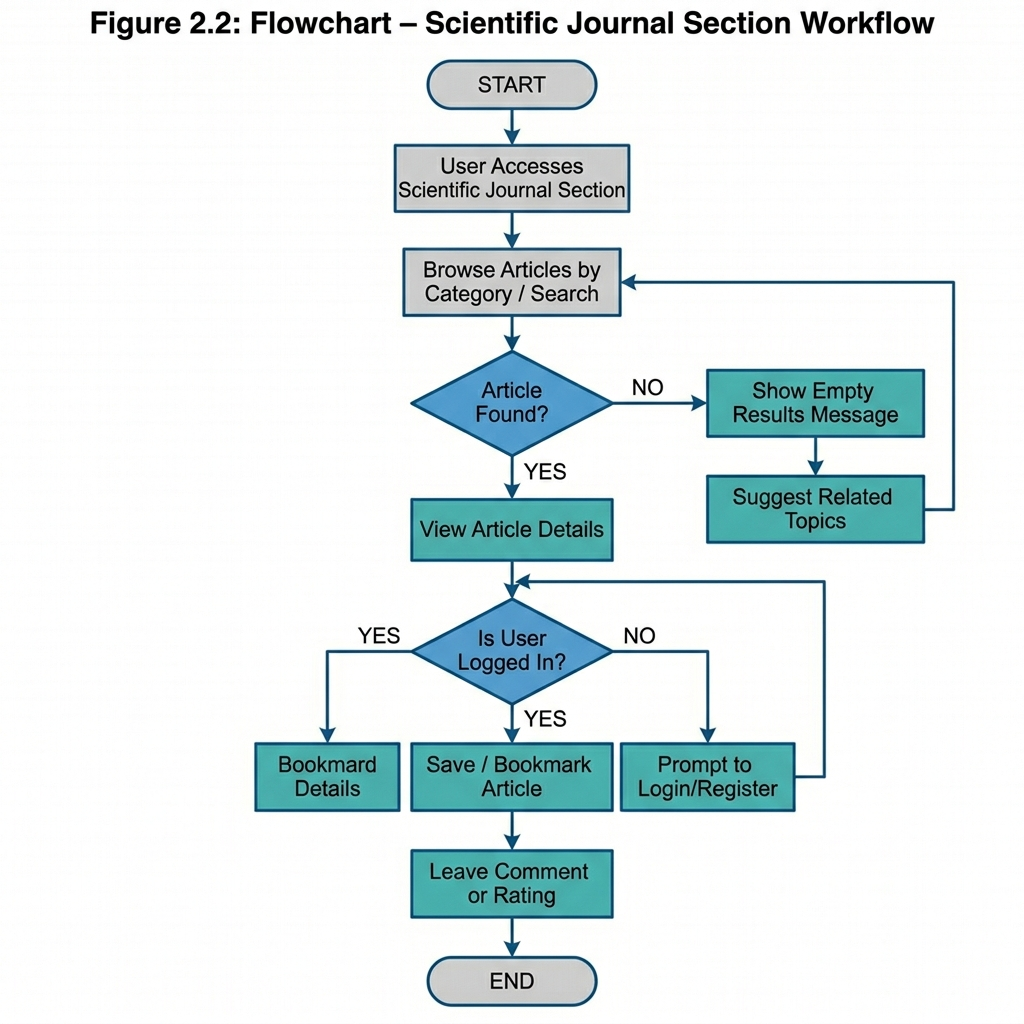 Figure 2.2: Flowchart – Scientific Journal Section Workflow
START
User Accesses
Scientific Journal Section
Browse Articles by
Category / Search
Article
Found?
NO
Show Empty
Results Message
YES
Suggest Related
Topics
View Article Details
YES
Is User
Logged In?
NO
YES
Bookmard
Details
Save / Bookmark
Article
Prompt to
Login/Register
Leave Comment
or Rating
END